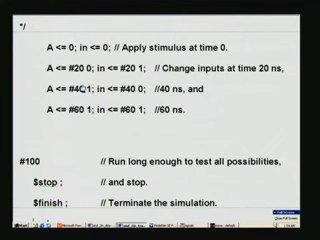 */
A <= 0; in <= 0; // Apply stimulus at time 0.
A <= #20 0; in <= #20 1; // Change inputs at time 20 ns,
A <= #40 1; in <= #40 0; //40 ns, and
A <= #60 1; in <= #60 1; //60 ns.
#100 // Run long enough to test all possibilities,
$stop ; // and stop.
$finish ; // Terminate the simulation.